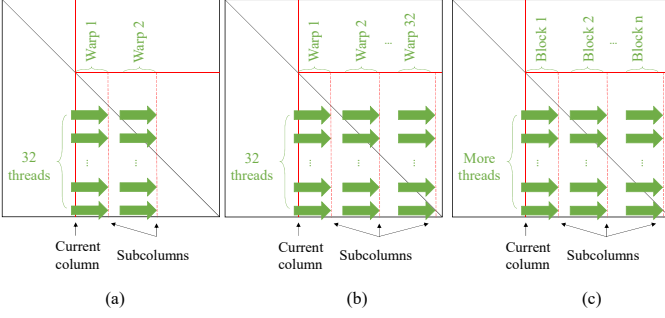 Warp 1
Warp 2
32
threads
...
...
Current
column
Subcolumns
(a)
Warp 1
Warp 2
...
Warp 32
32
threads
...
...
...
Current
column
Subcolumns
(b)
Block 1
Block 2
...
Block n
More
threads
...
...
...
Current
column
Subcolumns
(c)